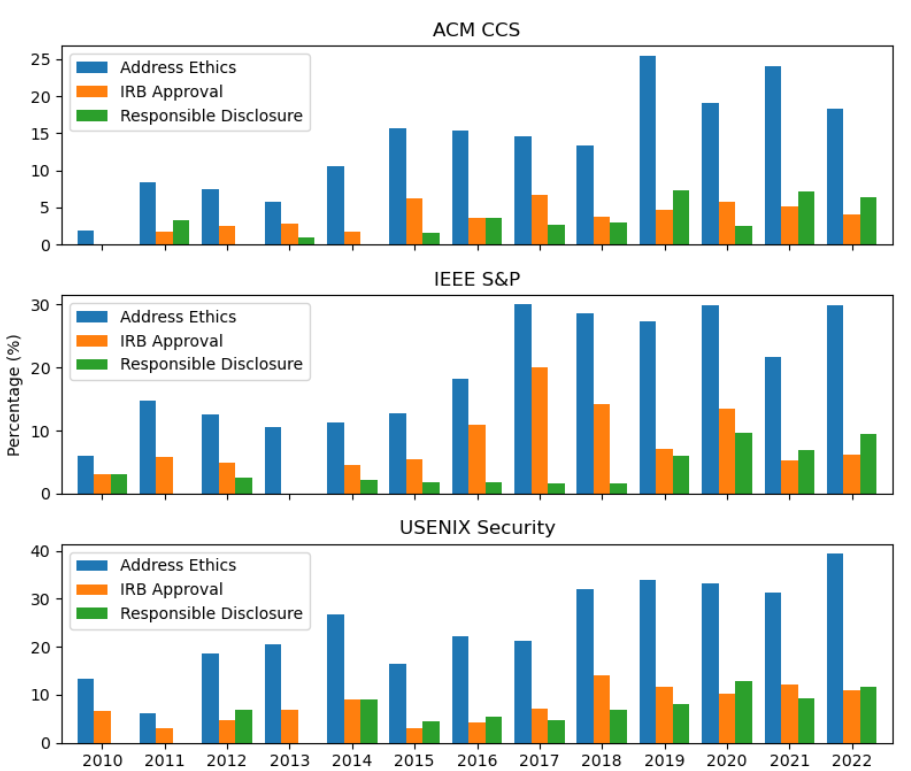 ACM CCS
25
20
15
10
5
0
Address Ethics
IRB Approval
Responsible Disclosure
IEEE S&P
Percentage (%)
30
20
10
0
Address Ethics
IRB Approval
Responsible Disclosure
USENIX Security
40
30
20
10
0
Address Ethics
IRB Approval
Responsible Disclosure
2010 2011 2012 2013 2014 2015 2016 2017 2018 2019 2020 2021 2022